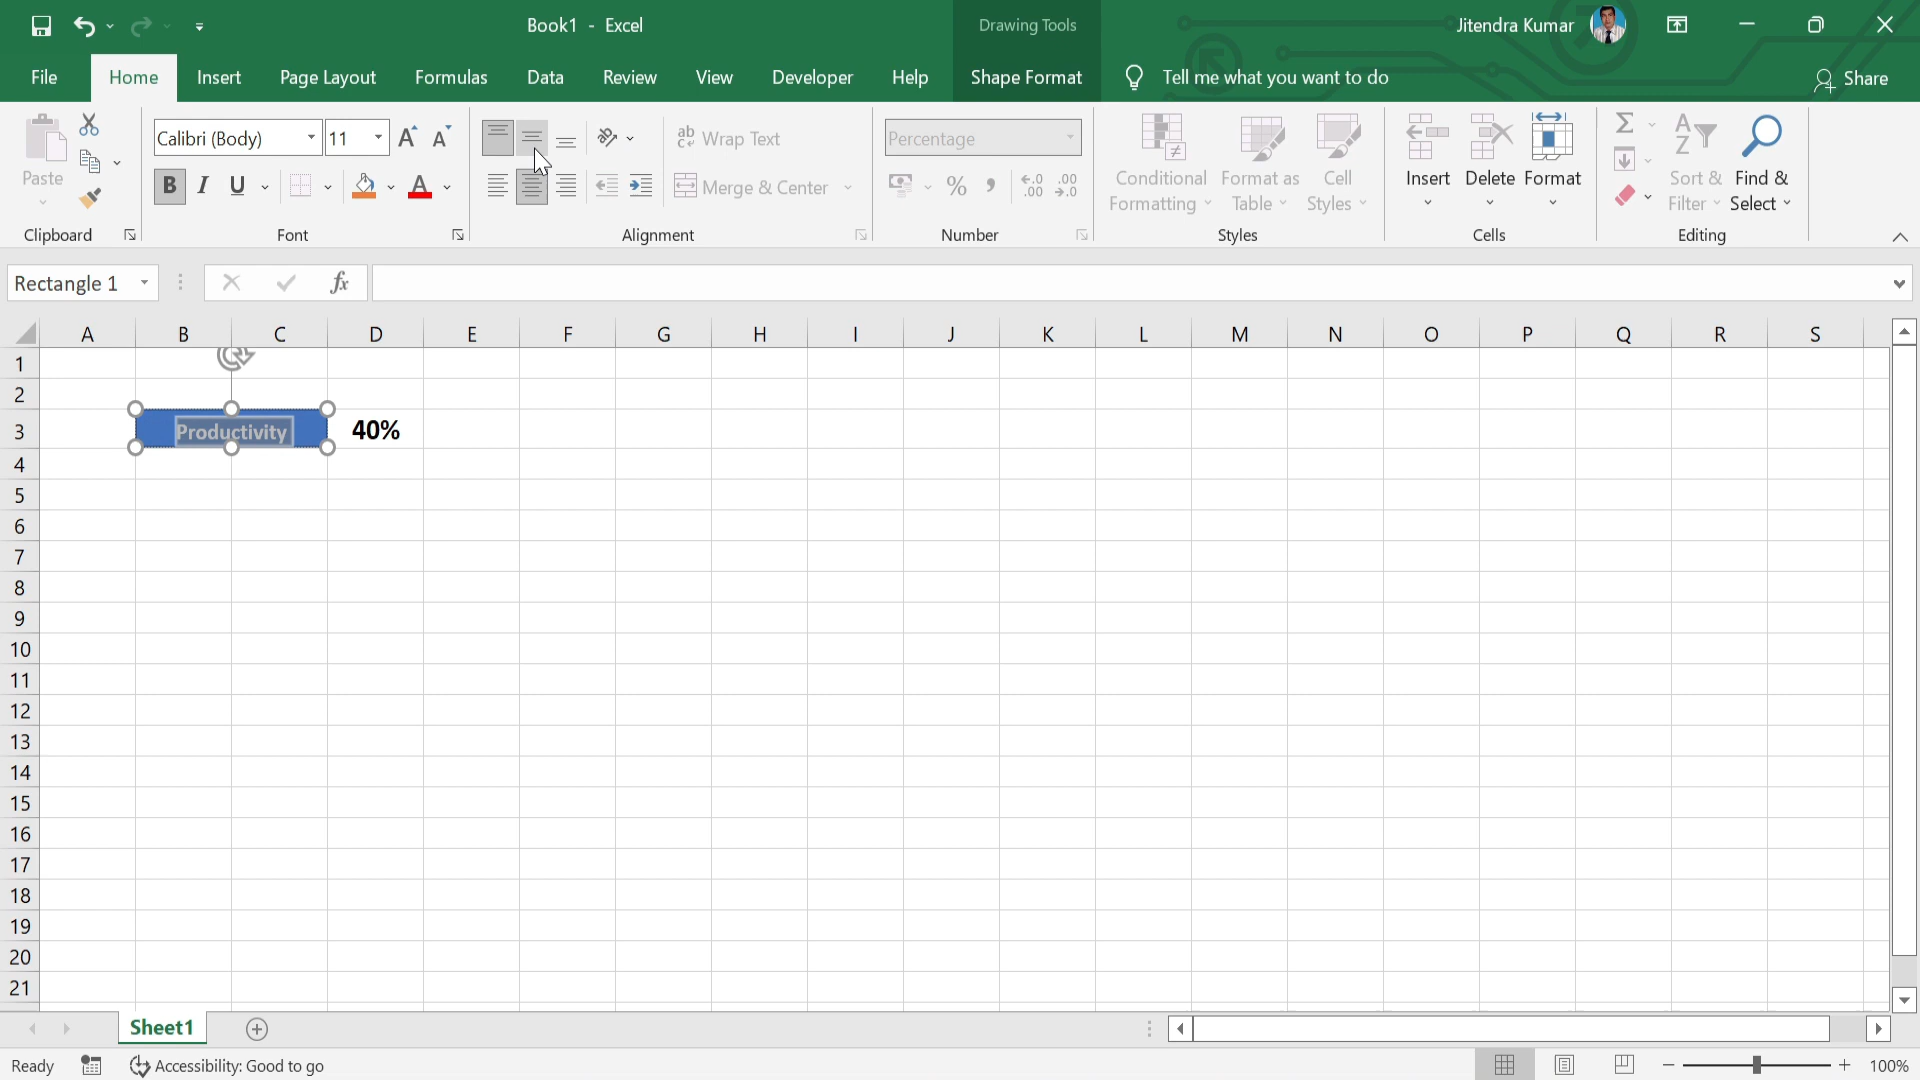 Book1 - Excel
Drawing Tools
Jitendra Kumar
File Home Insert Page Layout Formulas Data Review View Developer Help Shape Format Tell me what you want to do Share
Paste
Calibri (Body) 11
B I U A
ab Wrap Text
Merge & Center
Percentage
% ,
Conditional Formatting
Format as Table
Cell Styles
Insert Delete Format
Sort & Filter
Find & Select
Clipboard Font Alignment Number Styles Cells Editing
Rectangle 1 fx
A B C D E F G H I J K L M N O P Q R S
1
2
3 Productivity 40%
4
5
6
7
8
9
10
11
12
13
14
15
16
17
18
19
20
21
Sheet1
Ready Accessibility: Good to go 100%